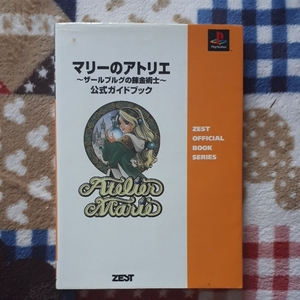 マリーのアトリエ
～ザールブルグの錬金術士～
公式ガイドブック
PlayStation
ZEST
OFFICIAL
BOOK
SERIES
Atelier
Marie
ZEST